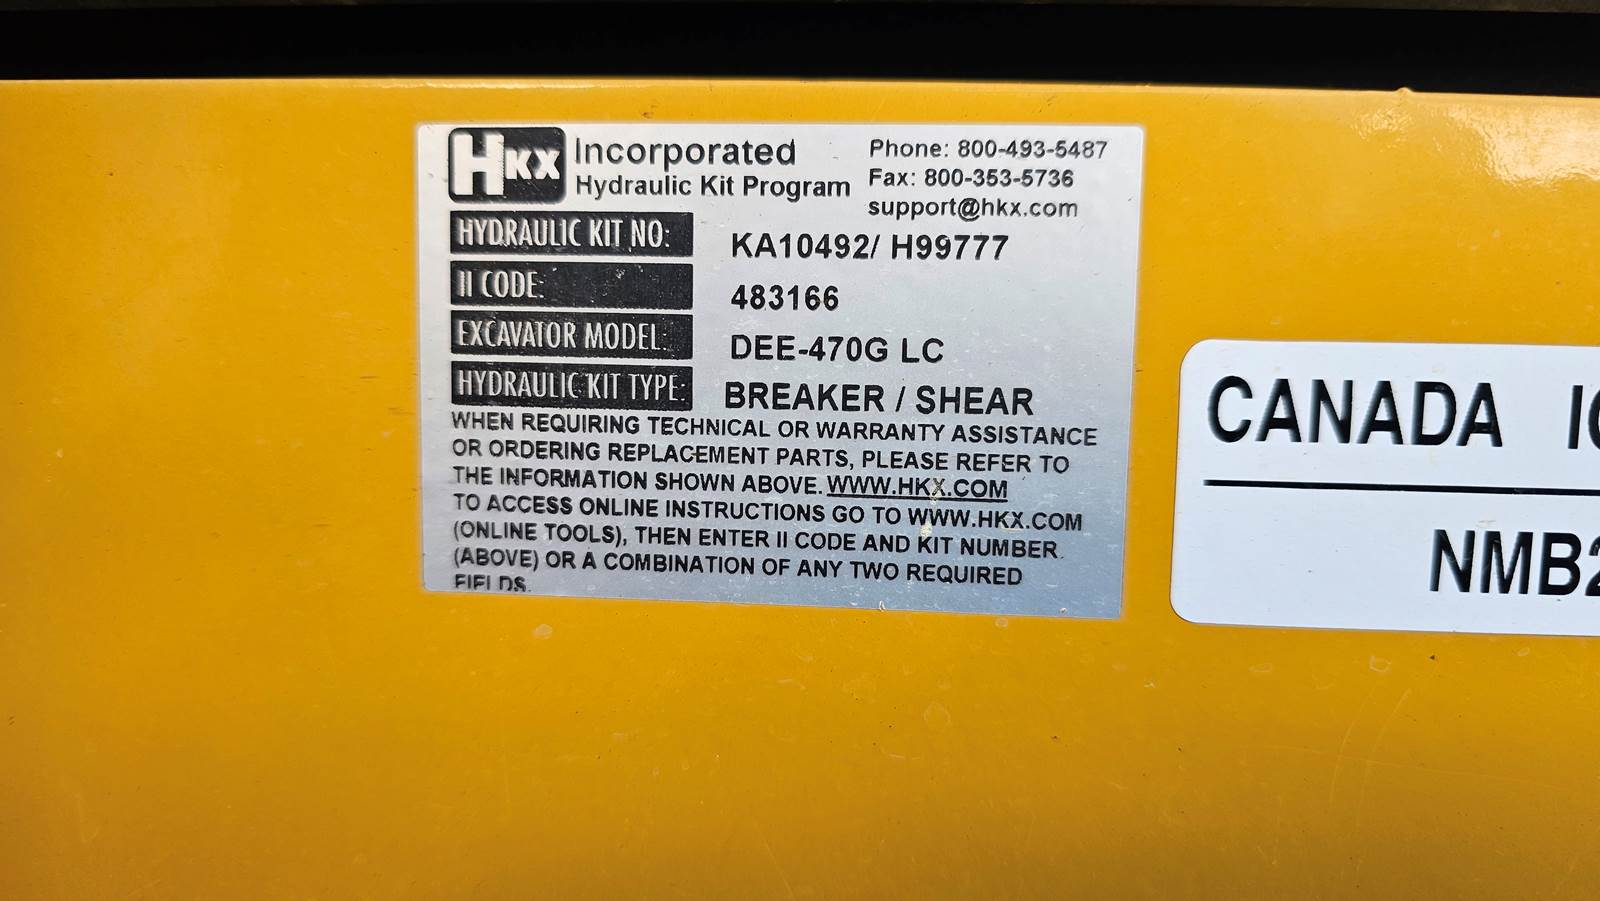 HKX Incorporated
Hydraulic Kit Program
Phone: 800-493-5487
Fax: 800-353-5736
support@hkx.com
HYDRAULIC KIT NO: KA10492/ H99777
II CODE: 483166
EXCAVATOR MODEL: DEE-470G LC
HYDRAULIC KIT TYPE: BREAKER / SHEAR
WHEN REQUIRING TECHNICAL OR WARRANTY ASSISTANCE
OR ORDERING REPLACEMENT PARTS, PLEASE REFER TO
THE INFORMATION SHOWN ABOVE. WWW.HKX.COM
TO ACCESS ONLINE INSTRUCTIONS GO TO WWW.HKX.COM
(ONLINE TOOLS), THEN ENTER II CODE AND KIT NUMBER
(ABOVE) OR A COMBINATION OF ANY TWO REQUIRED
FIELDS.
CANADA
NMB2